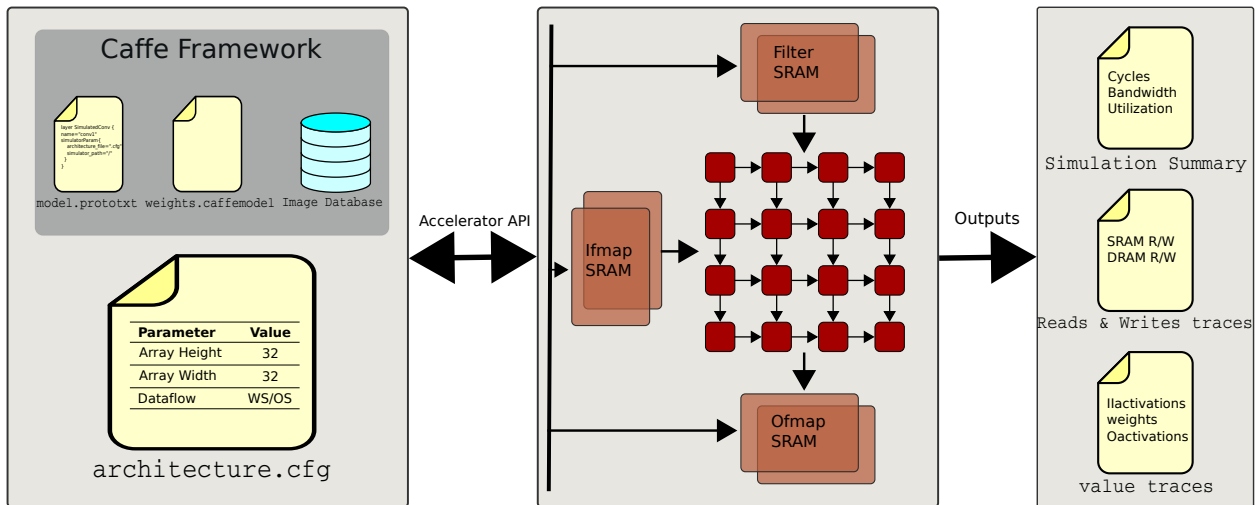 Caffe Framework
layer SimulatedConv {
name="conv1"
simulatorParam{
architecture_file=".cfg"
simulator_path="/"
}
}
model.prototxt
weights.caffemodel
Image Database
Parameter Value
Array Height 32
Array Width 32
Dataflow WS/OS
architecture.cfg
Accelerator API
Filter
SRAM
Ifmap
SRAM
Ofmap
SRAM
Outputs
Cycles
Bandwidth
Utilization
Simulation Summary
SRAM R/W
DRAM R/W
Reads & Writes traces
IIactivations
weights
Oactivations
value traces